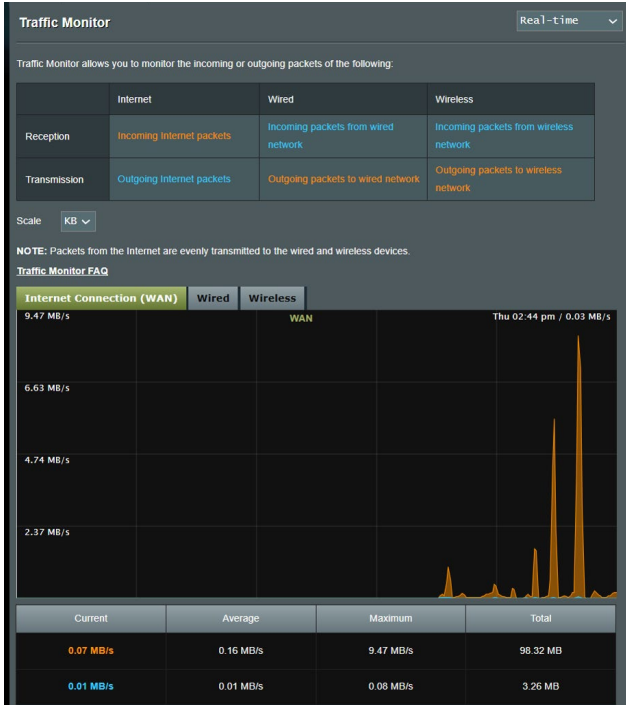 Traffic Monitor
Real-time
Traffic Monitor allows you to monitor the incoming or outgoing packets of the following:
Internet Wired Wireless
Reception Incoming Internet packets Incoming packets from wired network Incoming packets from wireless network
Transmission Outgoing Internet packets Outgoing packets to wired network Outgoing packets to wireless network
Scale KB
NOTE: Packets from the Internet are evenly transmitted to the wired and wireless devices.
Traffic Monitor FAQ
Internet Connection (WAN) Wired Wireless
9.47 MB/s WAN Thu 02:44 pm / 0.03 MB/s
6.63 MB/s
4.74 MB/s
2.37 MB/s
Current Average Maximum Total
0.07 MB/s 0.16 MB/s 9.47 MB/s 98.32 MB
0.01 MB/s 0.01 MB/s 0.08 MB/s 3.26 MB